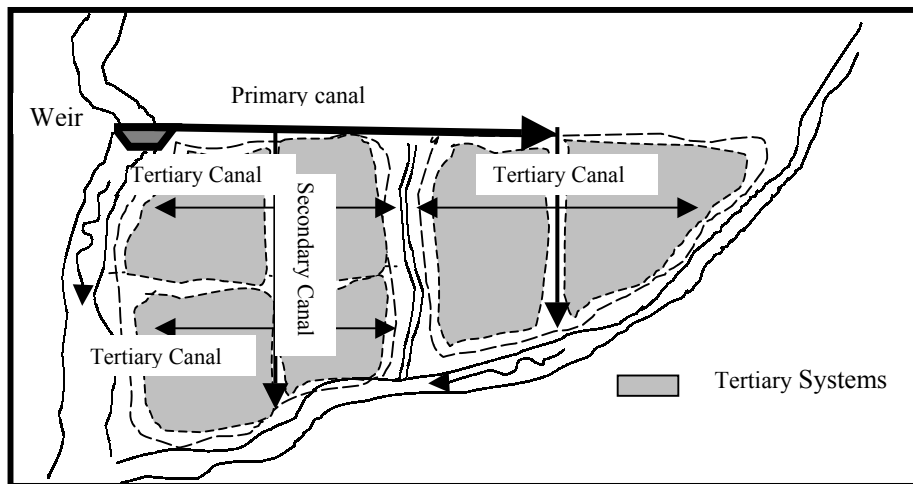 Primary canal
Weir
Tertiary Canal
Tertiary Canal
Secondary Canal
Tertiary Canal
Tertiary Systems